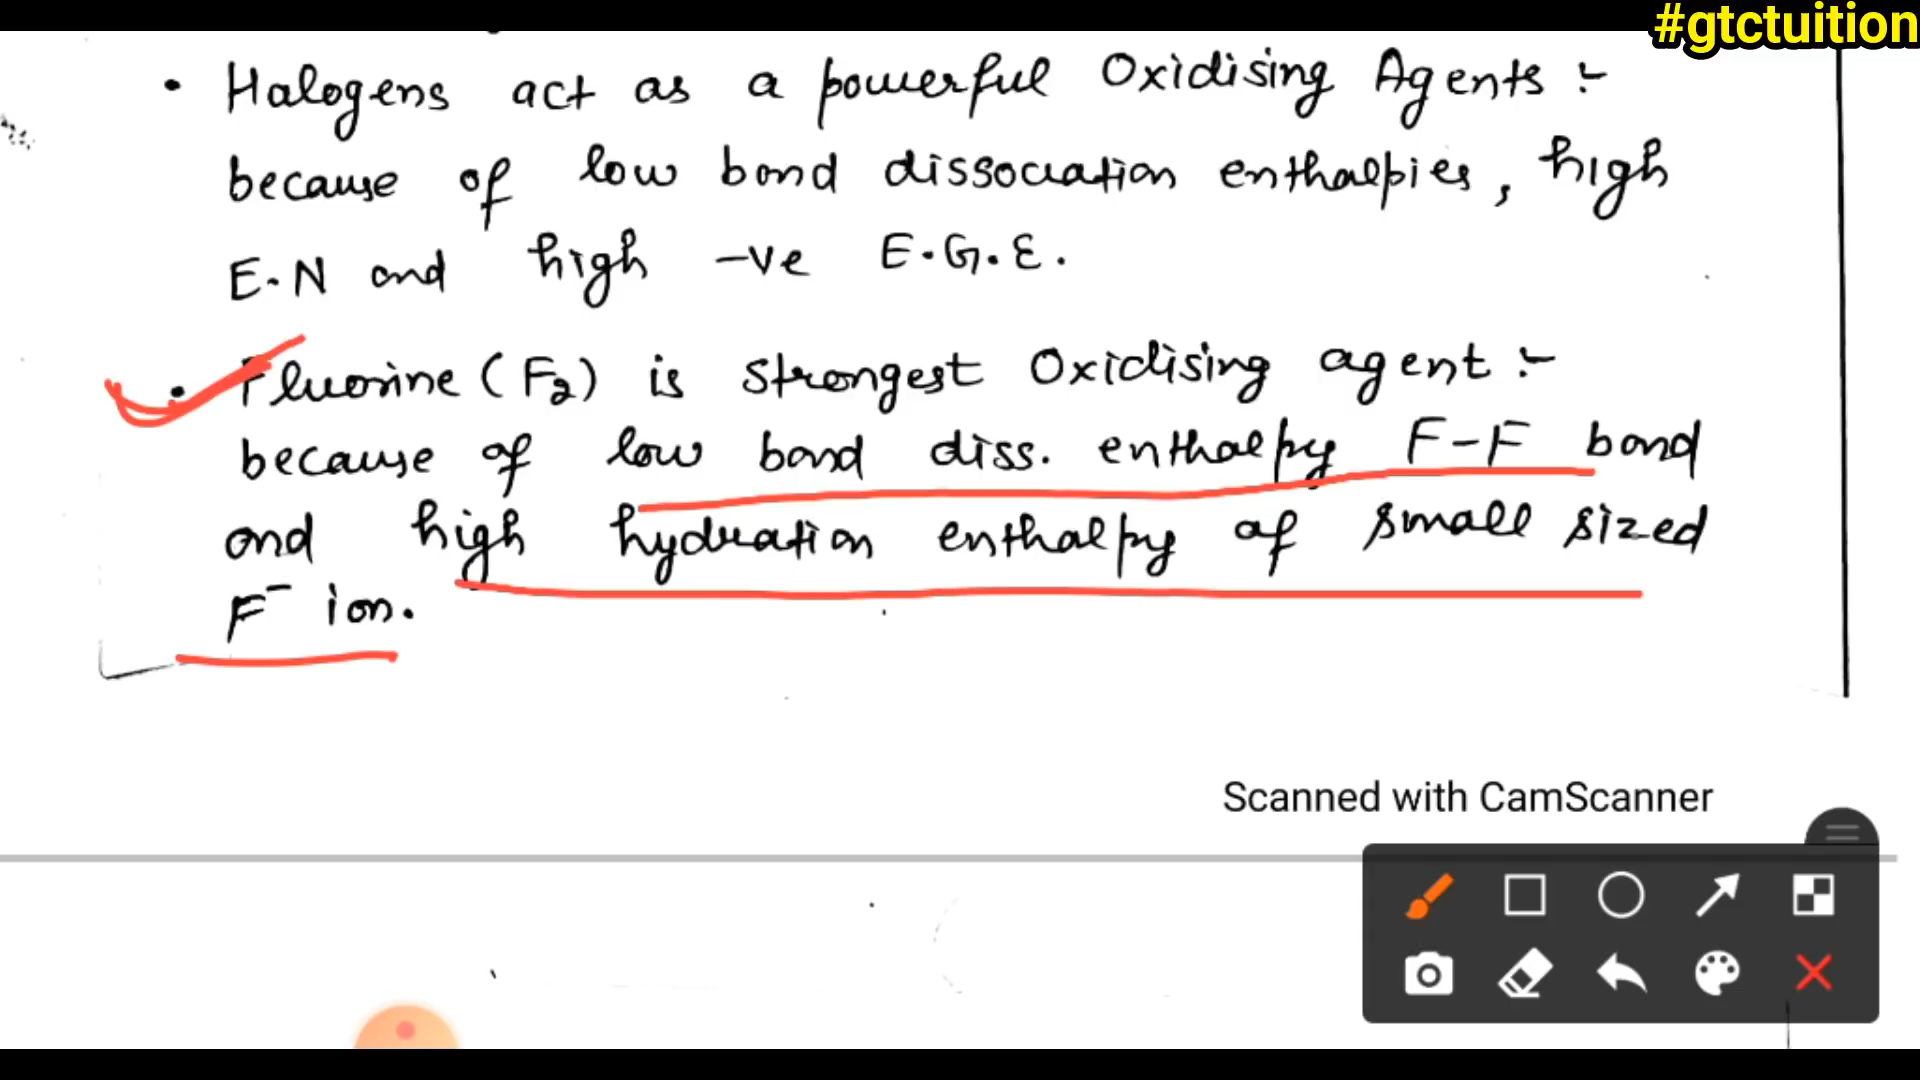 #gtctuition
• Halogens act as a powerful Oxidising Agents :-
because of low bond dissociation enthalpies, high
E.N and high -ve E.G.E.
• Fluorine (F2) is strongest Oxidising agent :-
because of low bond diss. enthalpy F-F bond
and high hydration enthalpy of small sized
F⁻ ion.
Scanned with CamScanner